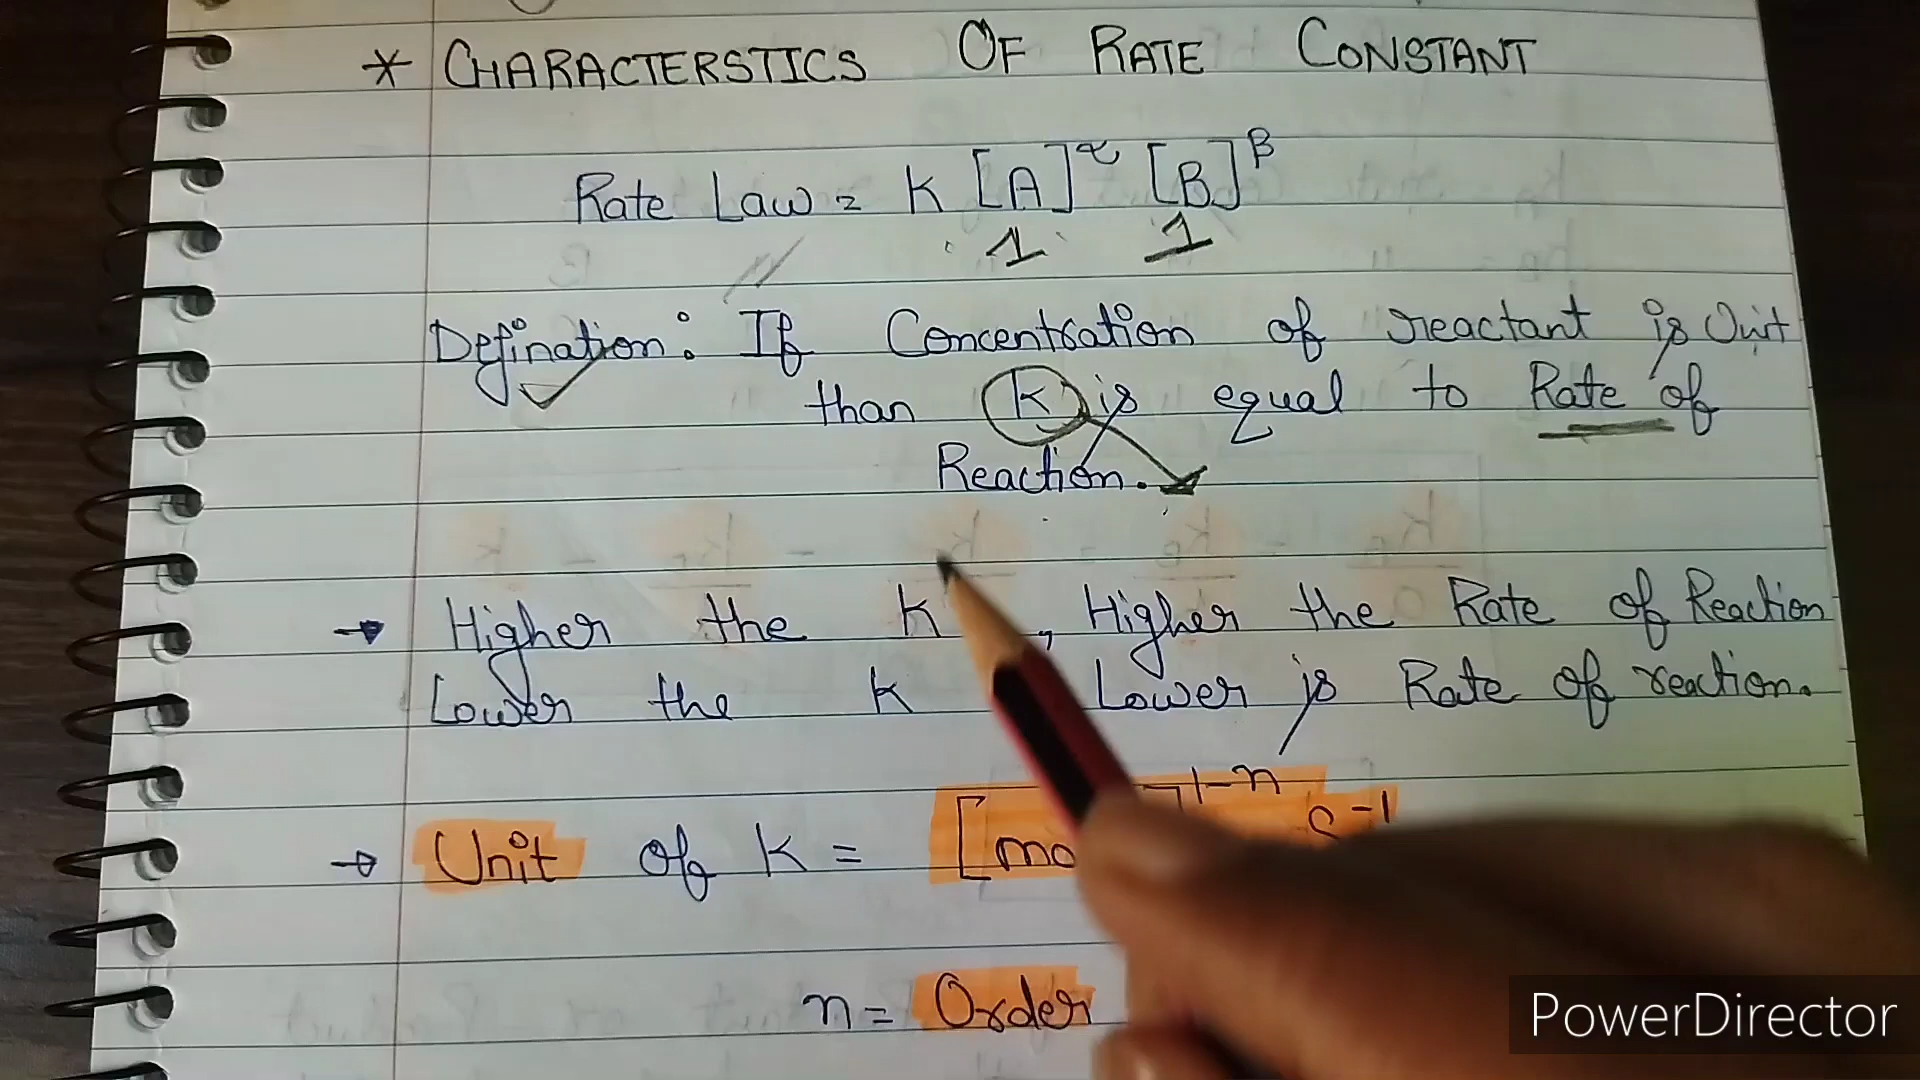 * CHARACTERSTICS OF RATE CONSTANT
Rate Law = K [A]^α [B]^β
1 1
Defination: If Concentration of reactant is Unit
than K is equal to Rate of
Reaction.
→ Higher the K, Higher the Rate of Reaction
Lower the K Lower is Rate of reaction.
→ Unit of K = [mo ]^1-n S^-1
n = Order
PowerDirector